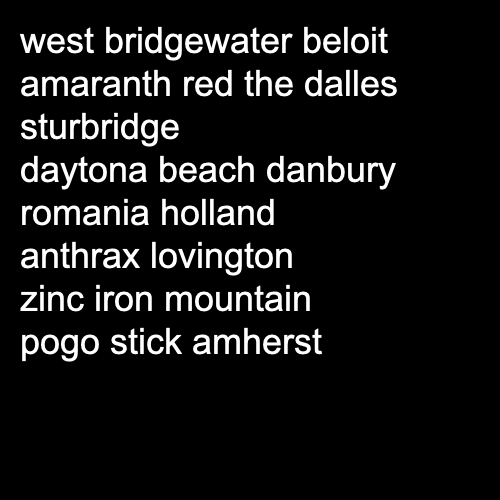 west bridgewater beloit
amaranth red the dalles
sturbridge
daytona beach danbury
romania holland
anthrax lovington
zinc iron mountain
pogo stick amherst